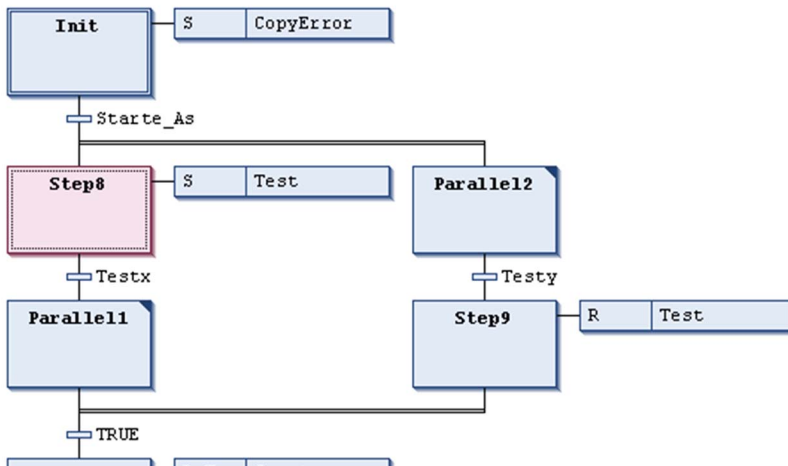 Init
S CopyError
Starte_As
Step8
S Test
Parallel2
Testx
Testy
Parallel1
Step9
R Test
TRUE